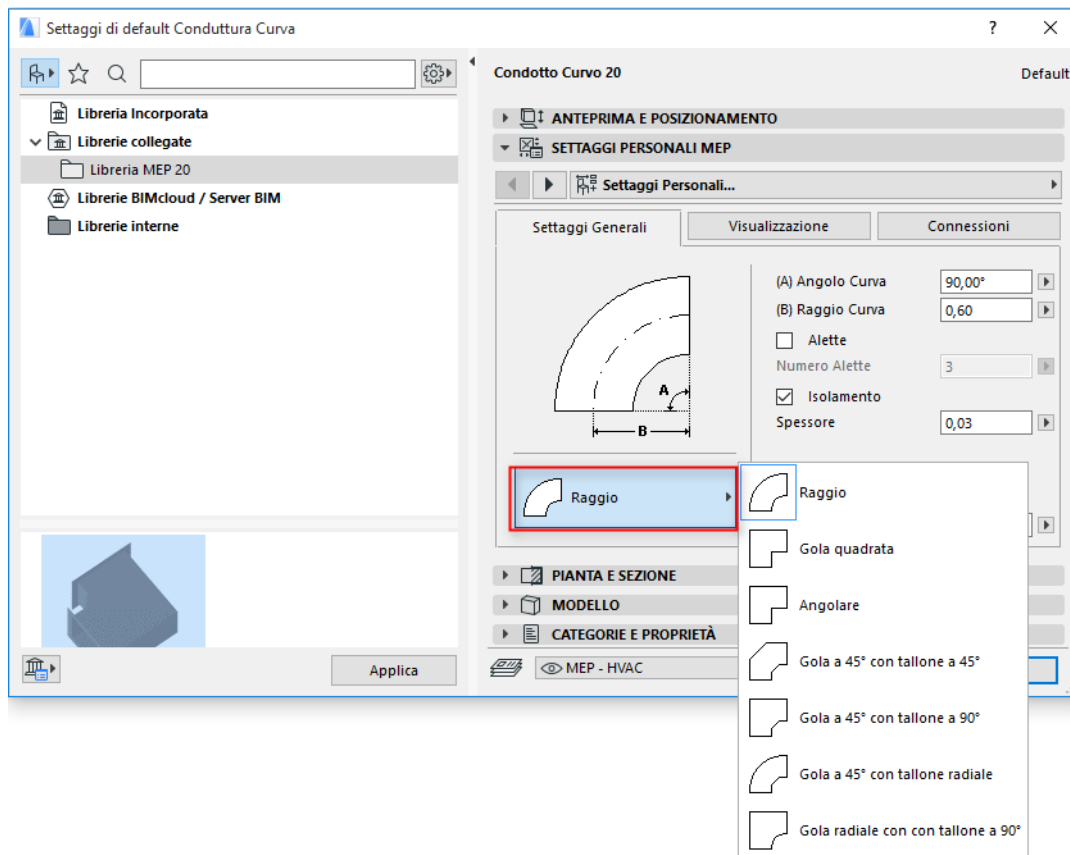 Settaggi di default Conduttura Curva
?
Condotto Curvo 20
Default
Libreria Incorporata
Librerie collegate
Libreria MEP 20
Librerie BIMcloud / Server BIM
Librerie interne
Applica
ANTEPRIMA E POSIZIONAMENTO
SETTAGGI PERSONALI MEP
Settaggi Personali...
Settaggi Generali
Visualizzazione
Connessioni
A
B
(A) Angolo Curva
90,00°
(B) Raggio Curva
0,60
Alette
Numero Alette
3
Isolamento
Spessore
0,03
Raggio
Raggio
Gola quadrata
Angolare
Gola a 45° con tallone a 45°
Gola a 45° con tallone a 90°
Gola a 45° con tallone radiale
Gola radiale con con tallone a 90°
PIANTA E SEZIONE
MODELLO
CATEGORIE E PROPRIETÀ
MEP - HVAC